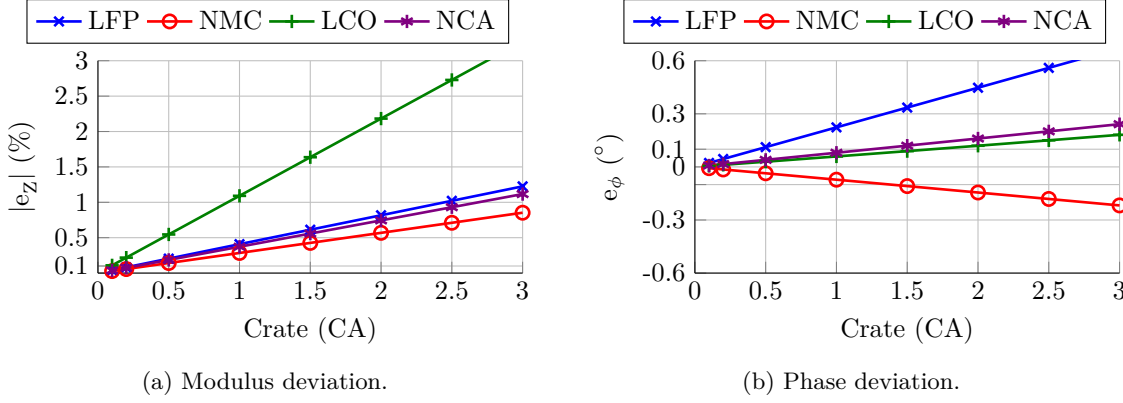 LFP NMC LCO NCA
3
2.5
2
1.5
1
0.5
0.1
0 0.5 1 1.5 2 2.5 3
|e_Z| (%)
Crate (CA)
(a) Modulus deviation.
LFP NMC LCO NCA
0.6
0.3
0.1
0
-0.3
-0.6
0 0.5 1 1.5 2 2.5 3
e_ϕ (°)
Crate (CA)
(b) Phase deviation.